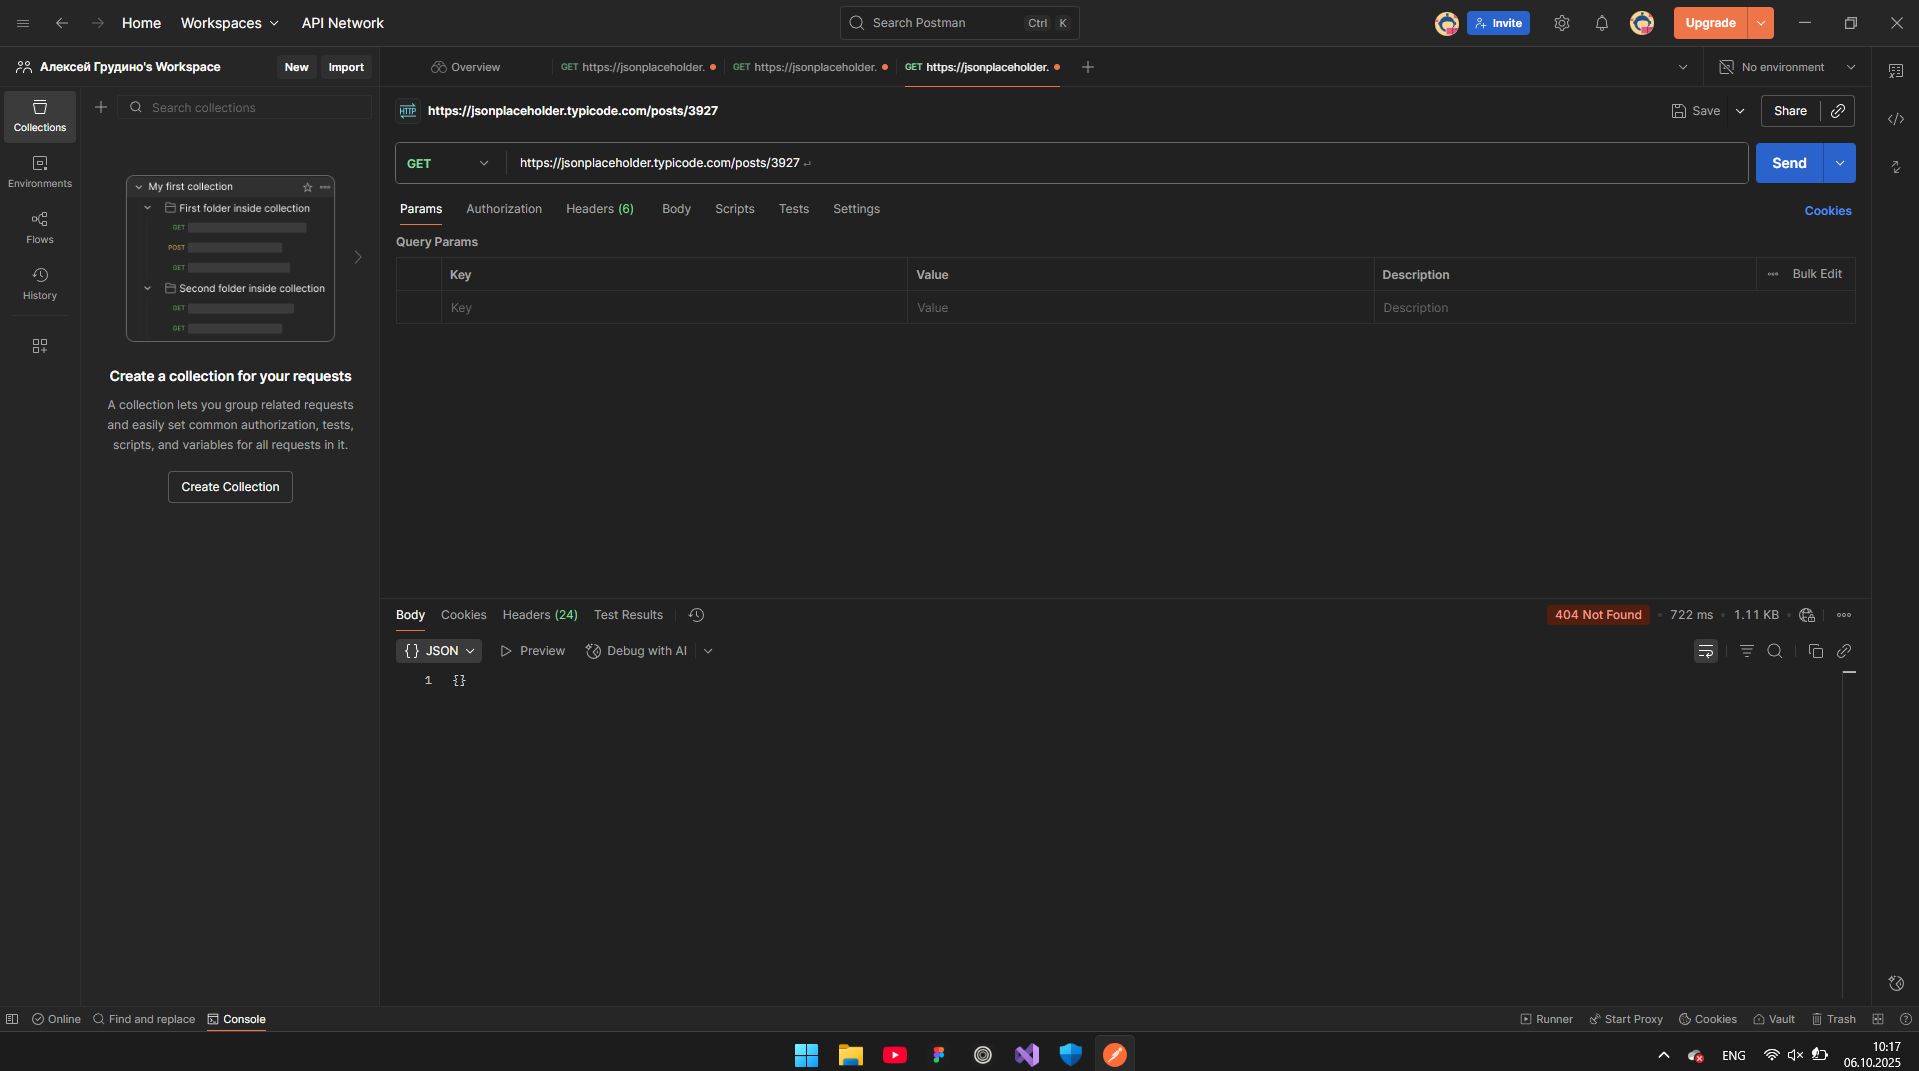 Home
Workspaces
API Network
Search Postman
Ctrl
K
Invite
Upgrade
Алексей Грудино's Workspace
New
Import
Overview
GET https://jsonplaceholder.
GET https://jsonplaceholder.
GET https://jsonplaceholder.
No environment
Collections
Environments
Flows
History
Search collections
My first collection
First folder inside collection
GET
POST
GET
Second folder inside collection
GET
GET
Create a collection for your requests
A collection lets you group related requests
and easily set common authorization, tests,
scripts, and variables for all requests in it.
Create Collection
HTTP
https://jsonplaceholder.typicode.com/posts/3927
Save
Share
GET
https://jsonplaceholder.typicode.com/posts/3927
Send
Params
Authorization
Headers (6)
Body
Scripts
Tests
Settings
Cookies
Query Params
Key
Value
Description
Bulk Edit
Key
Value
Description
Body
Cookies
Headers (24)
Test Results
404 Not Found
722 ms
1.11 KB
{} JSON
Preview
Debug with AI
1
{}
Online
Find and replace
Console
Runner
Start Proxy
Cookies
Vault
Trash
ENG
10:17
06.10.2025